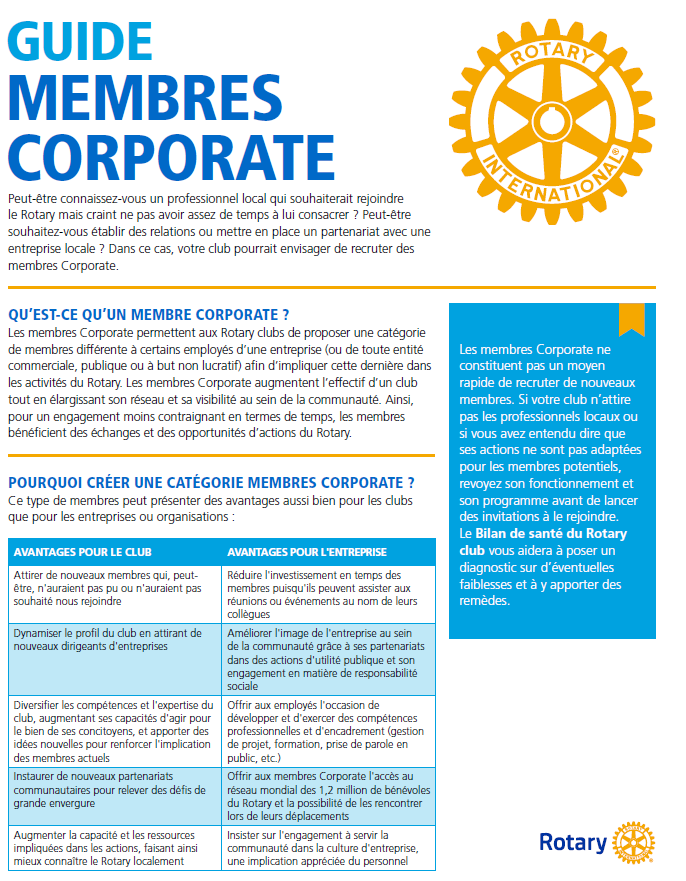 GUIDE
MEMBRES
CORPORATE
ROTARY
INTERNATIONAL®
Peut-être connaissez-vous un professionnel local qui souhaiterait rejoindre
le Rotary mais craint ne pas avoir assez de temps à lui consacrer ? Peut-être
souhaitez-vous établir des relations ou mettre en place un partenariat avec une
entreprise locale ? Dans ce cas, votre club pourrait envisager de recruter des
membres Corporate.
QU'EST-CE QU'UN MEMBRE CORPORATE ?
Les membres Corporate permettent aux Rotary clubs de proposer une catégorie
de membres différente à certains employés d'une entreprise (ou de toute entité
commerciale, publique ou à but non lucratif) afin d'impliquer cette dernière dans
les activités du Rotary. Les membres Corporate augmentent l'effectif d'un club
tout en élargissant son réseau et sa visibilité au sein de la communauté. Ainsi,
pour un engagement moins contraignant en termes de temps, les membres
bénéficient des échanges et des opportunités d'actions du Rotary.
POURQUOI CRÉER UNE CATÉGORIE MEMBRES CORPORATE ?
Ce type de membres peut présenter des avantages aussi bien pour les clubs
que pour les entreprises ou organisations :
AVANTAGES POUR LE CLUB
AVANTAGES POUR L'ENTREPRISE
Attirer de nouveaux membres qui, peut-
être, n'auraient pas pu ou n'auraient pas
souhaité nous rejoindre
Réduire l'investissement en temps des
membres puisqu'ils peuvent assister aux
réunions ou événements au nom de leurs
collègues
Dynamiser le profil du club en attirant de
nouveaux dirigeants d'entreprises
Améliorer l'image de l'entreprise au sein
de la communauté grâce à ses partenariats
dans des actions d'utilité publique et son
engagement en matière de responsabilité
sociale
Diversifier les compétences et l'expertise du
club, augmentant ses capacités d'agir pour
le bien de ses concitoyens, et apporter des
idées nouvelles pour renforcer l'implication
des membres actuels
Offrir aux employés l'occasion de
développer et d'exercer des compétences
professionnelles et d'encadrement (gestion
de projet, formation, prise de parole en
public, etc.)
Instaurer de nouveaux partenariats
communautaires pour relever des défis de
grande envergure
Offrir aux membres Corporate l'accès au
réseau mondial des 1,2 million de bénévoles
du Rotary et la possibilité de les rencontrer
lors de leurs déplacements
Augmenter la capacité et les ressources
impliquées dans les actions, faisant ainsi
mieux connaître le Rotary localement
Insister sur l'engagement à servir la
communauté dans la culture d'entreprise,
une implication appréciée du personnel
Les membres Corporate ne
constituent pas un moyen
rapide de recruter de nouveaux
membres. Si votre club n'attire
pas les professionnels locaux ou
si vous avez entendu dire que
ses actions ne sont pas adaptées
pour les membres potentiels,
revoyez son fonctionnement et
son programme avant de lancer
des invitations à le rejoindre.
Le Bilan de santé du Rotary
club vous aidera à poser un
diagnostic sur d'éventuelles
faiblesses et à y apporter des
remèdes.
Rotary